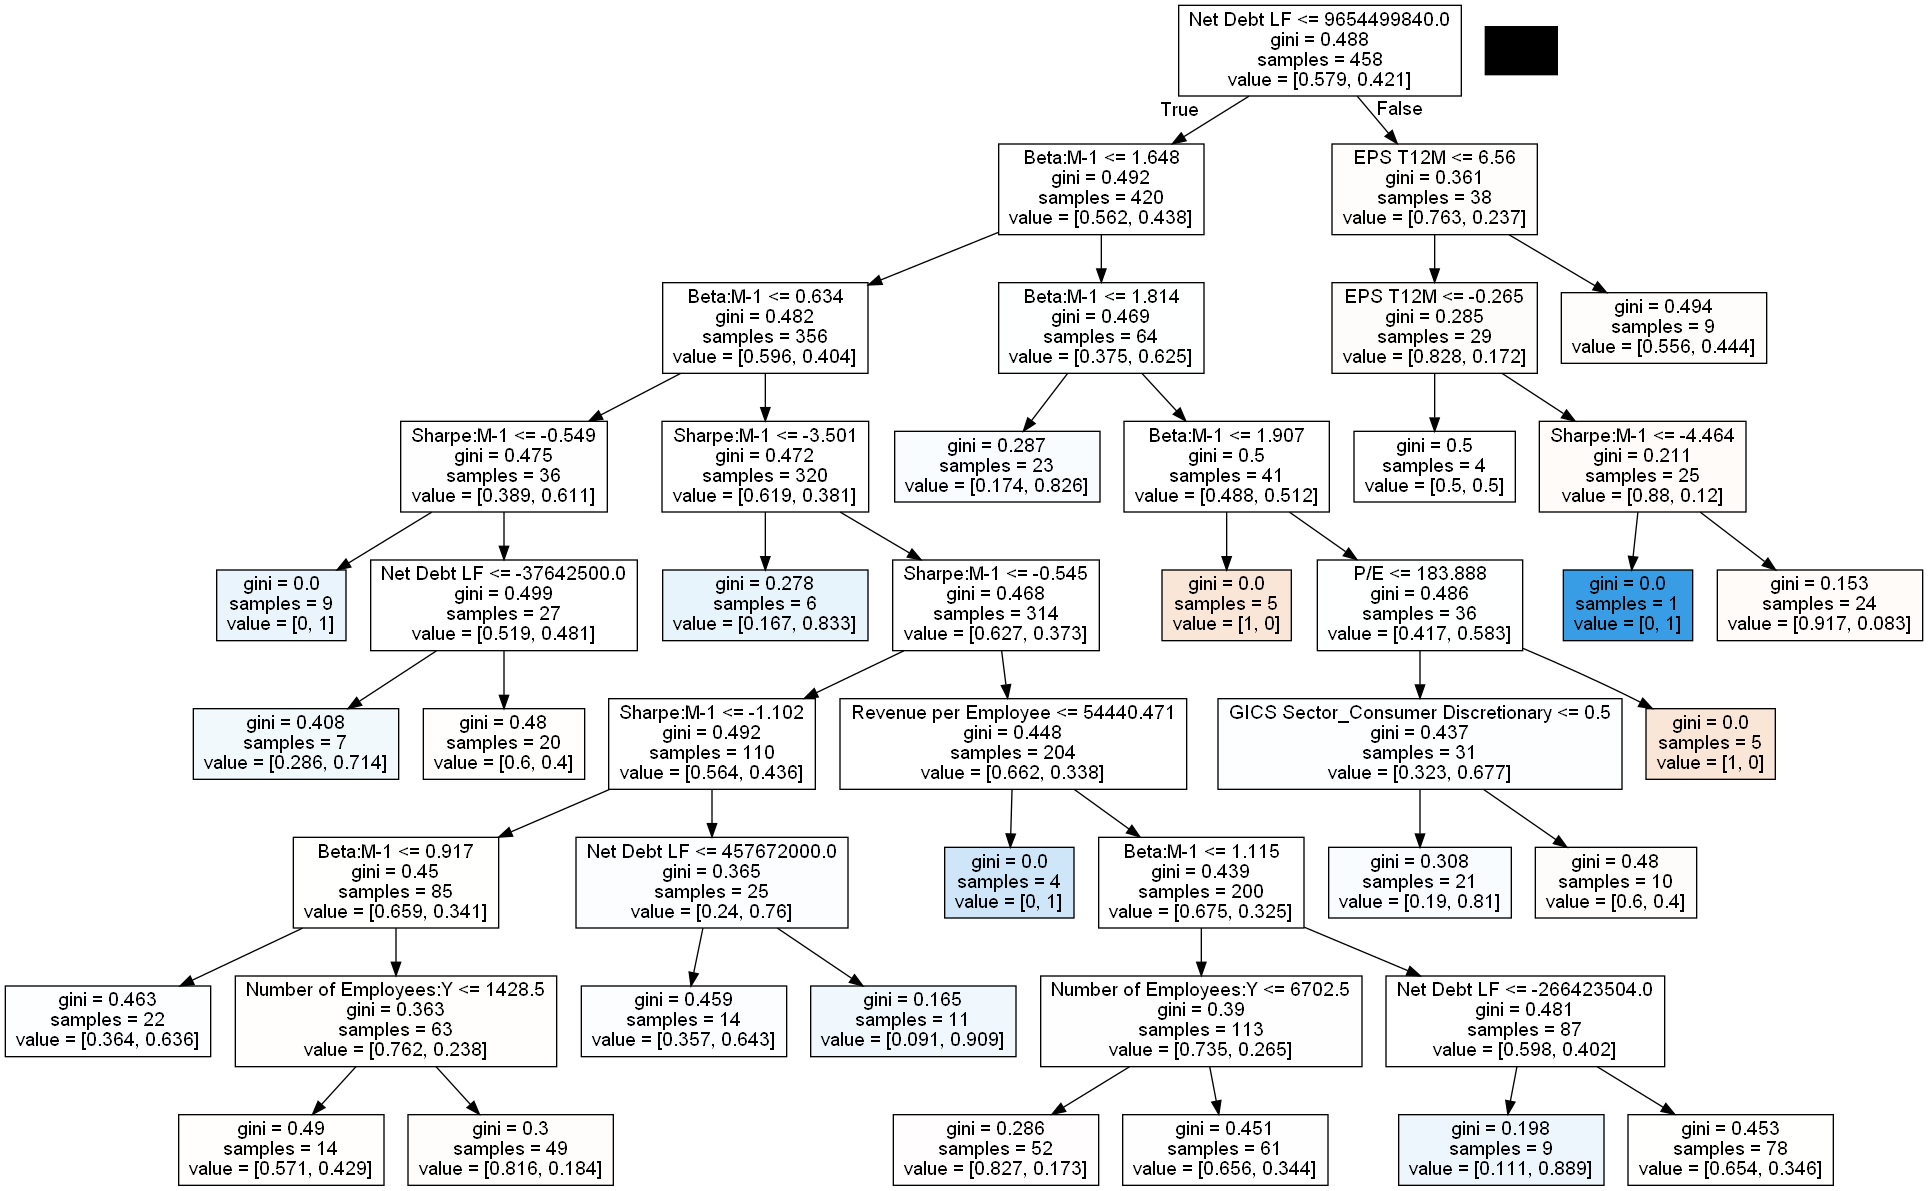 Net Debt LF <= 9654499840.0
gini = 0.488
samples = 458
value = [0.579, 0.421]
True
False
Beta:M-1 <= 1.648
gini = 0.492
samples = 420
value = [0.562, 0.438]
EPS T12M <= 6.56
gini = 0.361
samples = 38
value = [0.763, 0.237]
Beta:M-1 <= 0.634
gini = 0.482
samples = 356
value = [0.596, 0.404]
Beta:M-1 <= 1.814
gini = 0.469
samples = 64
value = [0.375, 0.625]
EPS T12M <= -0.265
gini = 0.285
samples = 29
value = [0.828, 0.172]
gini = 0.494
samples = 9
value = [0.556, 0.444]
Sharpe:M-1 <= -0.549
gini = 0.475
samples = 36
value = [0.389, 0.611]
Sharpe:M-1 <= -3.501
gini = 0.472
samples = 320
value = [0.619, 0.381]
gini = 0.287
samples = 23
value = [0.174, 0.826]
Beta:M-1 <= 1.907
gini = 0.5
samples = 41
value = [0.488, 0.512]
gini = 0.5
samples = 4
value = [0.5, 0.5]
Sharpe:M-1 <= -4.464
gini = 0.211
samples = 25
value = [0.88, 0.12]
gini = 0.0
samples = 9
value = [0, 1]
Net Debt LF <= -37642500.0
gini = 0.499
samples = 27
value = [0.519, 0.481]
gini = 0.278
samples = 6
value = [0.167, 0.833]
Sharpe:M-1 <= -0.545
gini = 0.468
samples = 314
value = [0.627, 0.373]
gini = 0.0
samples = 5
value = [1, 0]
P/E <= 183.888
gini = 0.486
samples = 36
value = [0.417, 0.583]
gini = 0.0
samples = 1
value = [0, 1]
gini = 0.153
samples = 24
value = [0.917, 0.083]
gini = 0.408
samples = 7
value = [0.286, 0.714]
gini = 0.48
samples = 20
value = [0.6, 0.4]
Sharpe:M-1 <= -1.102
gini = 0.492
samples = 110
value = [0.564, 0.436]
Revenue per Employee <= 54440.471
gini = 0.448
samples = 204
value = [0.662, 0.338]
GICS Sector_Consumer Discretionary <= 0.5
gini = 0.437
samples = 31
value = [0.323, 0.677]
gini = 0.0
samples = 5
value = [1, 0]
Beta:M-1 <= 0.917
gini = 0.45
samples = 85
value = [0.659, 0.341]
Net Debt LF <= 457672000.0
gini = 0.365
samples = 25
value = [0.24, 0.76]
gini = 0.0
samples = 4
value = [0, 1]
Beta:M-1 <= 1.115
gini = 0.439
samples = 200
value = [0.675, 0.325]
gini = 0.308
samples = 21
value = [0.19, 0.81]
gini = 0.48
samples = 10
value = [0.6, 0.4]
gini = 0.463
samples = 22
value = [0.364, 0.636]
Number of Employees:Y <= 1428.5
gini = 0.363
samples = 63
value = [0.762, 0.238]
gini = 0.459
samples = 14
value = [0.357, 0.643]
gini = 0.165
samples = 11
value = [0.091, 0.909]
Number of Employees:Y <= 6702.5
gini = 0.39
samples = 113
value = [0.735, 0.265]
Net Debt LF <= -266423504.0
gini = 0.481
samples = 87
value = [0.598, 0.402]
gini = 0.49
samples = 14
value = [0.571, 0.429]
gini = 0.3
samples = 49
value = [0.816, 0.184]
gini = 0.286
samples = 52
value = [0.827, 0.173]
gini = 0.451
samples = 61
value = [0.656, 0.344]
gini = 0.198
samples = 9
value = [0.111, 0.889]
gini = 0.453
samples = 78
value = [0.654, 0.346]